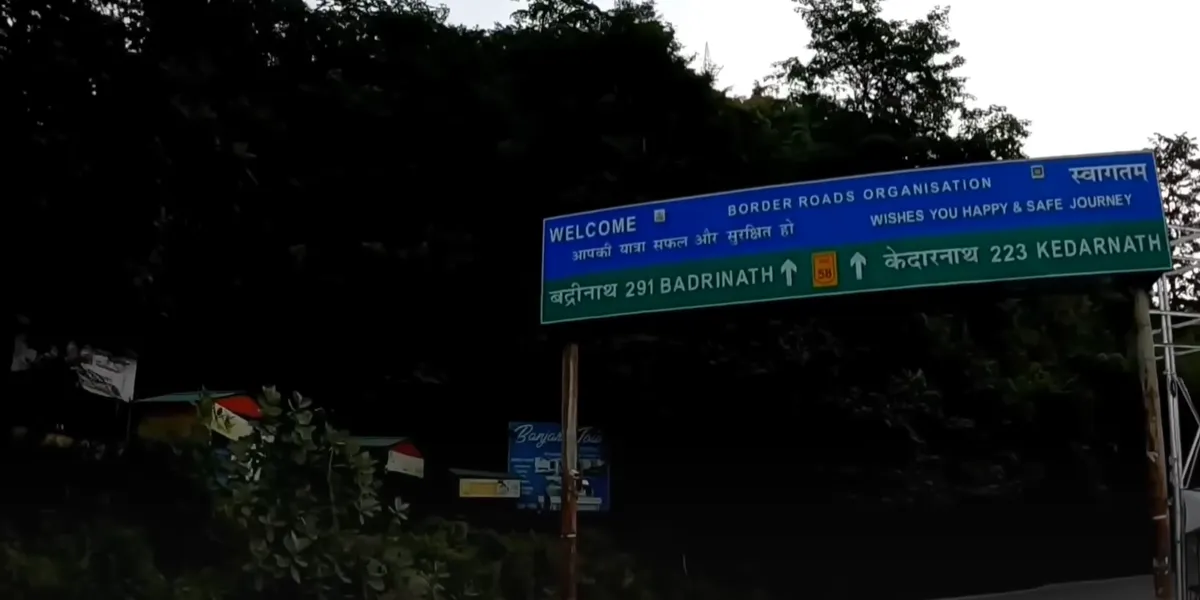 WELCOME BORDER ROADS ORGANISATION स्वागतम
आपकी यात्रा सफल और सुरक्षित हो WISHES YOU HAPPY & SAFE JOURNEY
बद्रीनाथ 291 BADRINATH ↑ 58 ↑ केदारनाथ 223 KEDARNATH